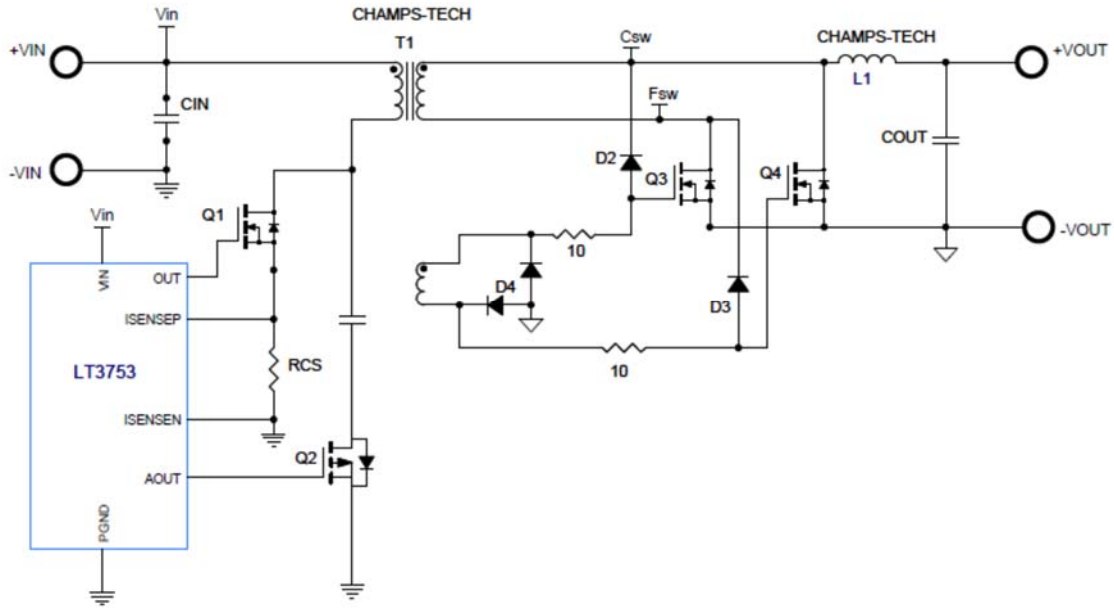 CHAMPS-TECH
Vin
T1
Csw
CHAMPS-TECH
+VIN
+VOUT
L1
CIN
Fsw
COUT
D2
Q3
Q4
-VIN
Vin
Q1
-VOUT
10
VIN
OUT
D4
D3
ISENSEP
LT3753
RCS
10
ISENSEN
Q2
AOUT
PGND